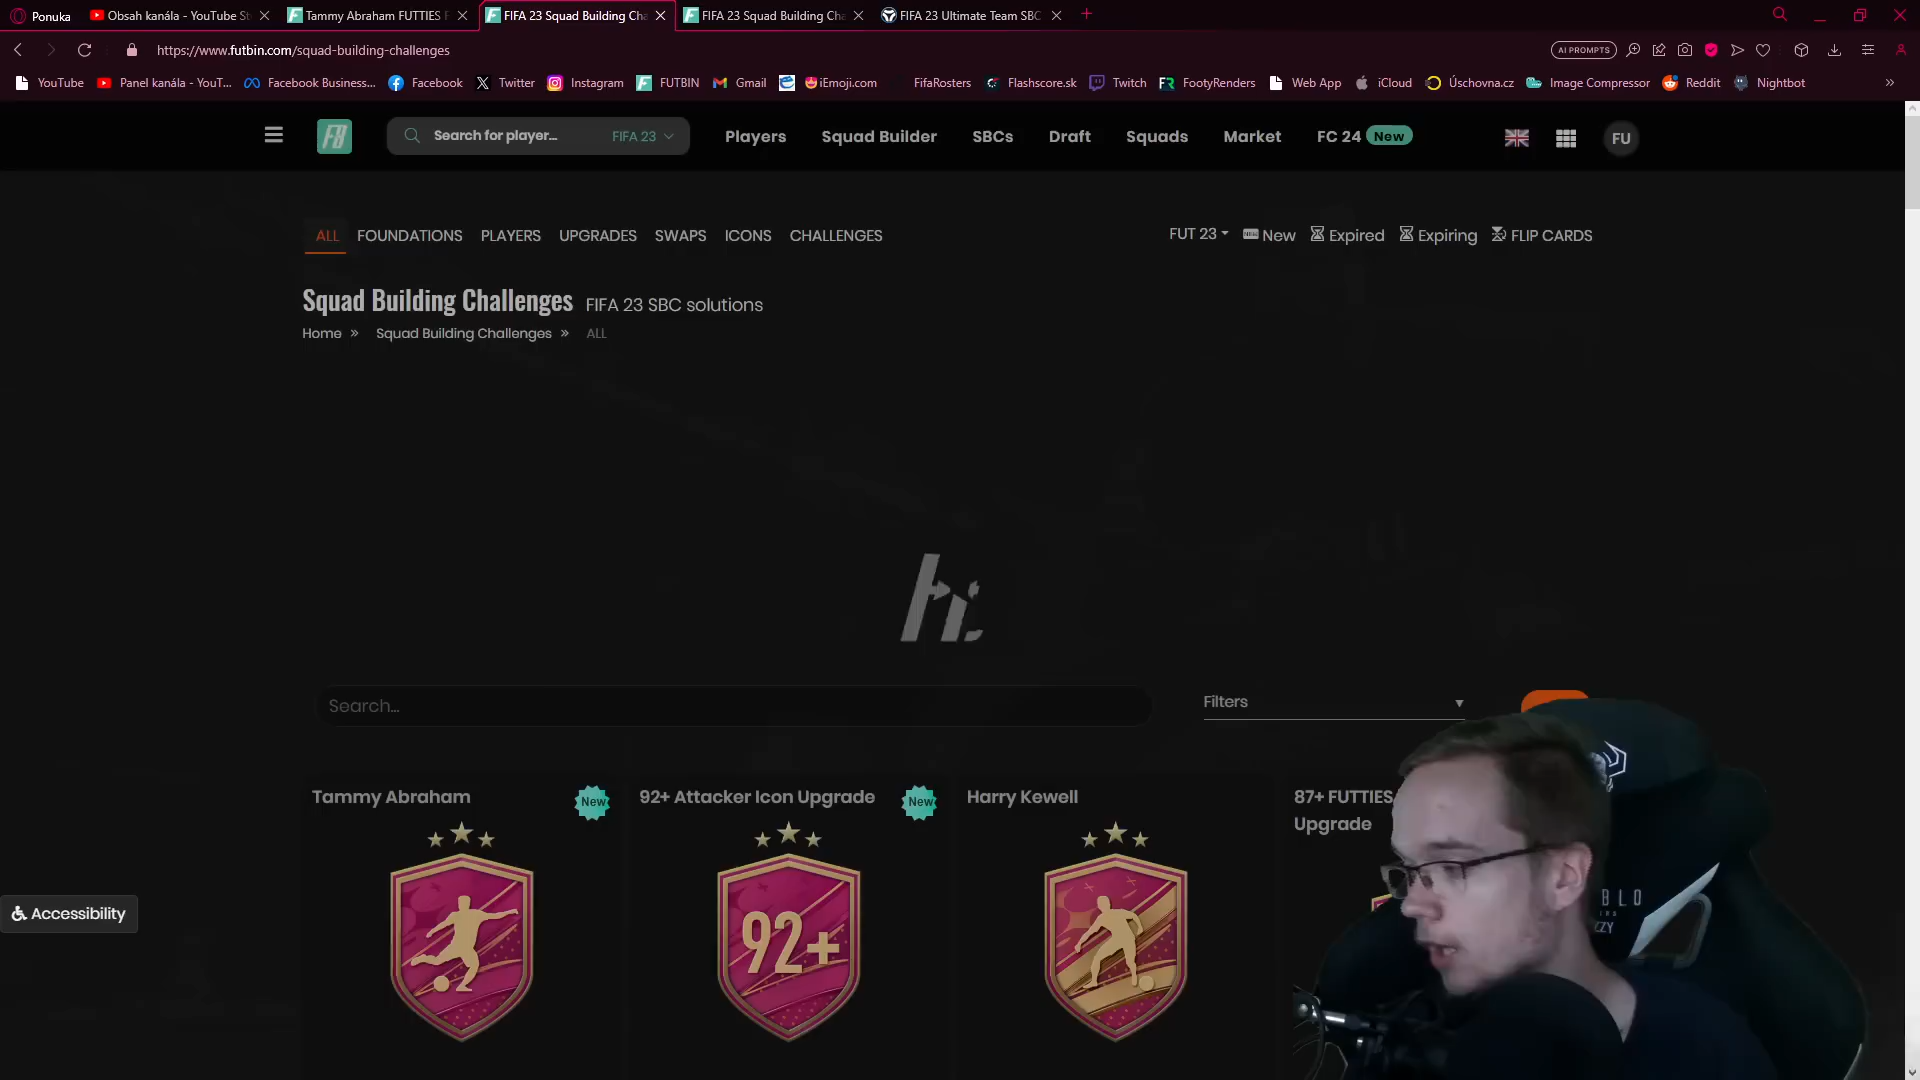 Ponuka
Obsah kanála - YouTube St
Tammy Abraham FUTTIES F
FIFA 23 Squad Building Cha
FIFA 23 Squad Building Cha
FIFA 23 Ultimate Team SBC
https://www.futbin.com/squad-building-challenges
AI PROMPTS
YouTube
Panel kanála - YouT...
Facebook Business...
Facebook
Twitter
Instagram
FUTBIN
Gmail
iEmoji.com
FifaRosters
Flashscore.sk
Twitch
FootyRenders
Web App
iCloud
Úschovna.cz
Image Compressor
Reddit
Nightbot
Search for player...
FIFA 23
Players
Squad Builder
SBCs
Draft
Squads
Market
FC 24 New
FU
ALL
FOUNDATIONS
PLAYERS
UPGRADES
SWAPS
ICONS
CHALLENGES
FUT 23
New
Expired
Expiring
FLIP CARDS
Squad Building Challenges FIFA 23 SBC solutions
Home » Squad Building Challenges » ALL
Search...
Filters
Tammy Abraham
New
92+ Attacker Icon Upgrade
New
Harry Kewell
87+ FUTTIES
Upgrade
92+
Accessibility